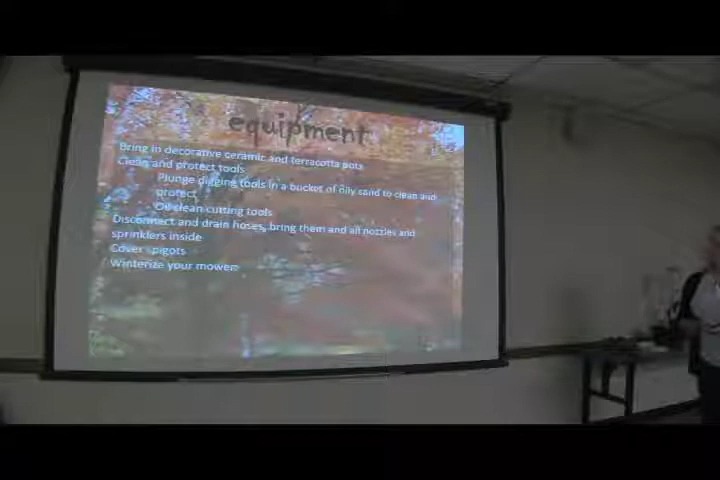 equipment
Bring in decorative ceramic and terracotta pots
Clean and protect tools
Plunge digging tools in a bucket of oily sand to clean and
protect
Oil clean cutting tools
Disconnect and drain hoses, bring them and all nozzles and
sprinklers inside
Cover spigots
Winterize your mower